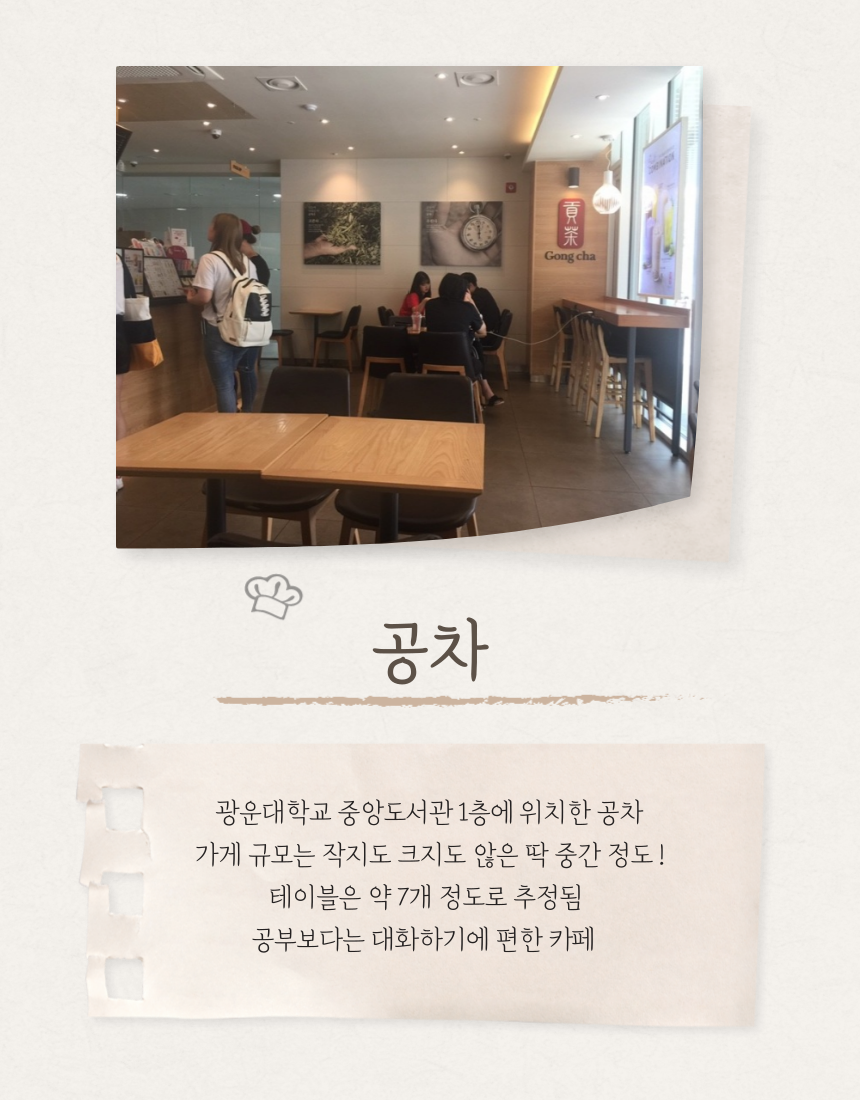 貢
茶
Gong cha
공차
광운대학교 중앙도서관 1층에 위치한 공차
가게 규모는 작지도 크지도 않은 딱 중간 정도!
테이블은 약 7개 정도로 추정됨
공부보다는 대화하기에 편한 카페